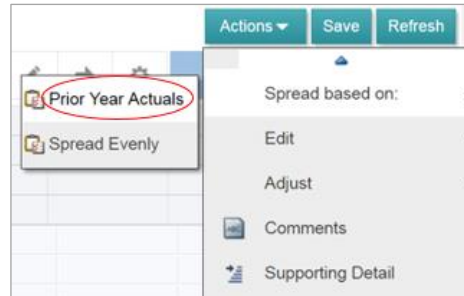 Actions Save Refresh
Prior Year Actuals
Spread Evenly
Spread based on:
Edit
Adjust
Comments
Supporting Detail